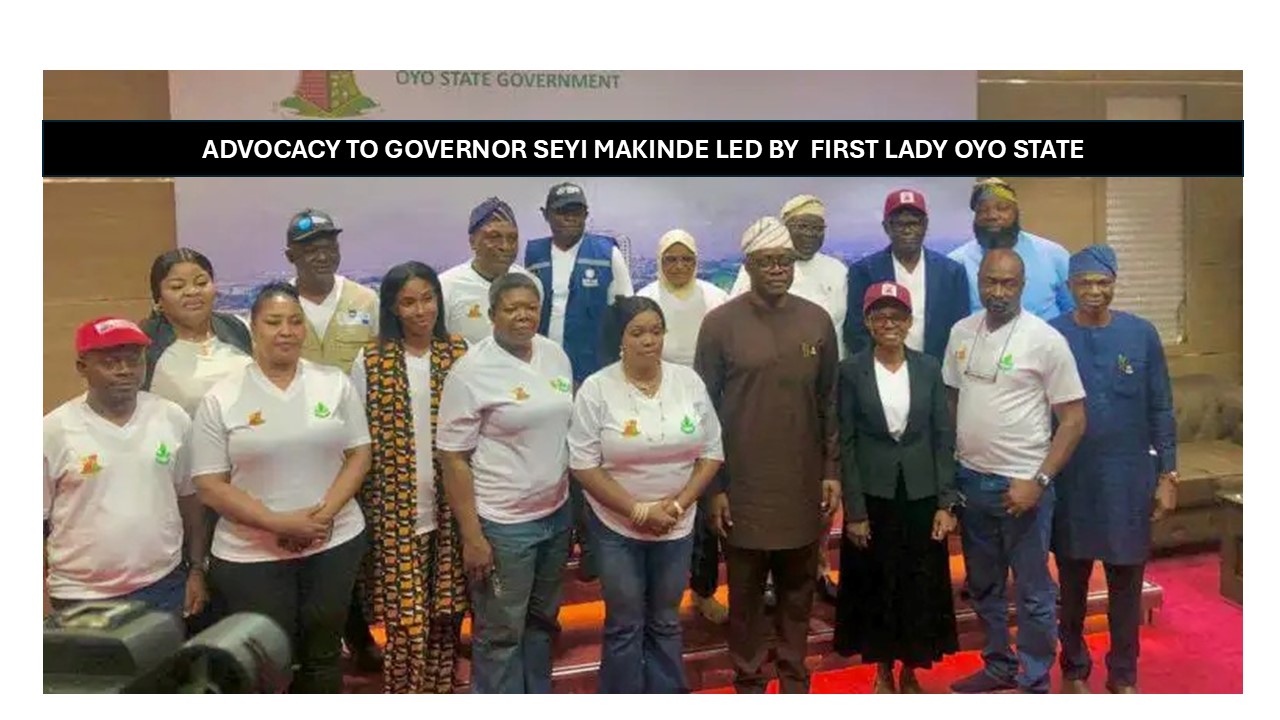 OYO STATE GOVERNMENT
ADVOCACY TO GOVERNOR SEYI MAKINDE LED BY  FIRST LADY OYO STATE